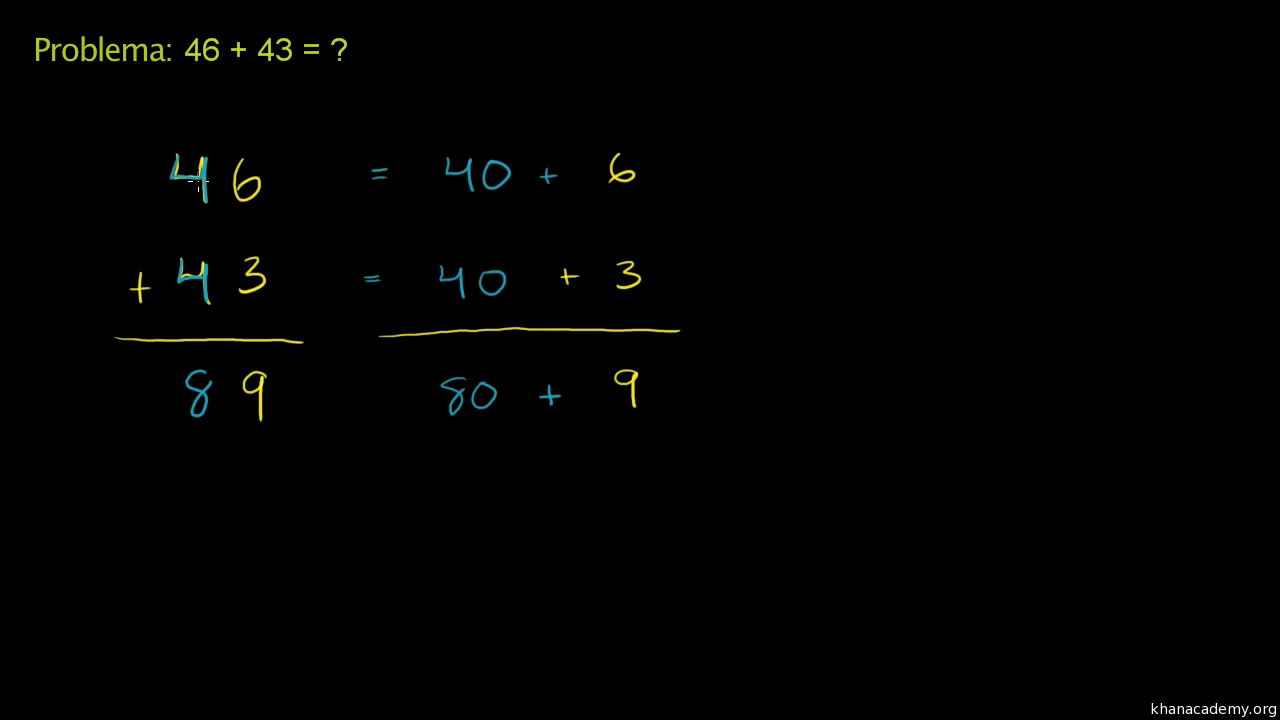 Problema: 46 + 43 = ?
46 = 40 + 6
+ 43 = 40 + 3
89 80 + 9
khanacademy.org